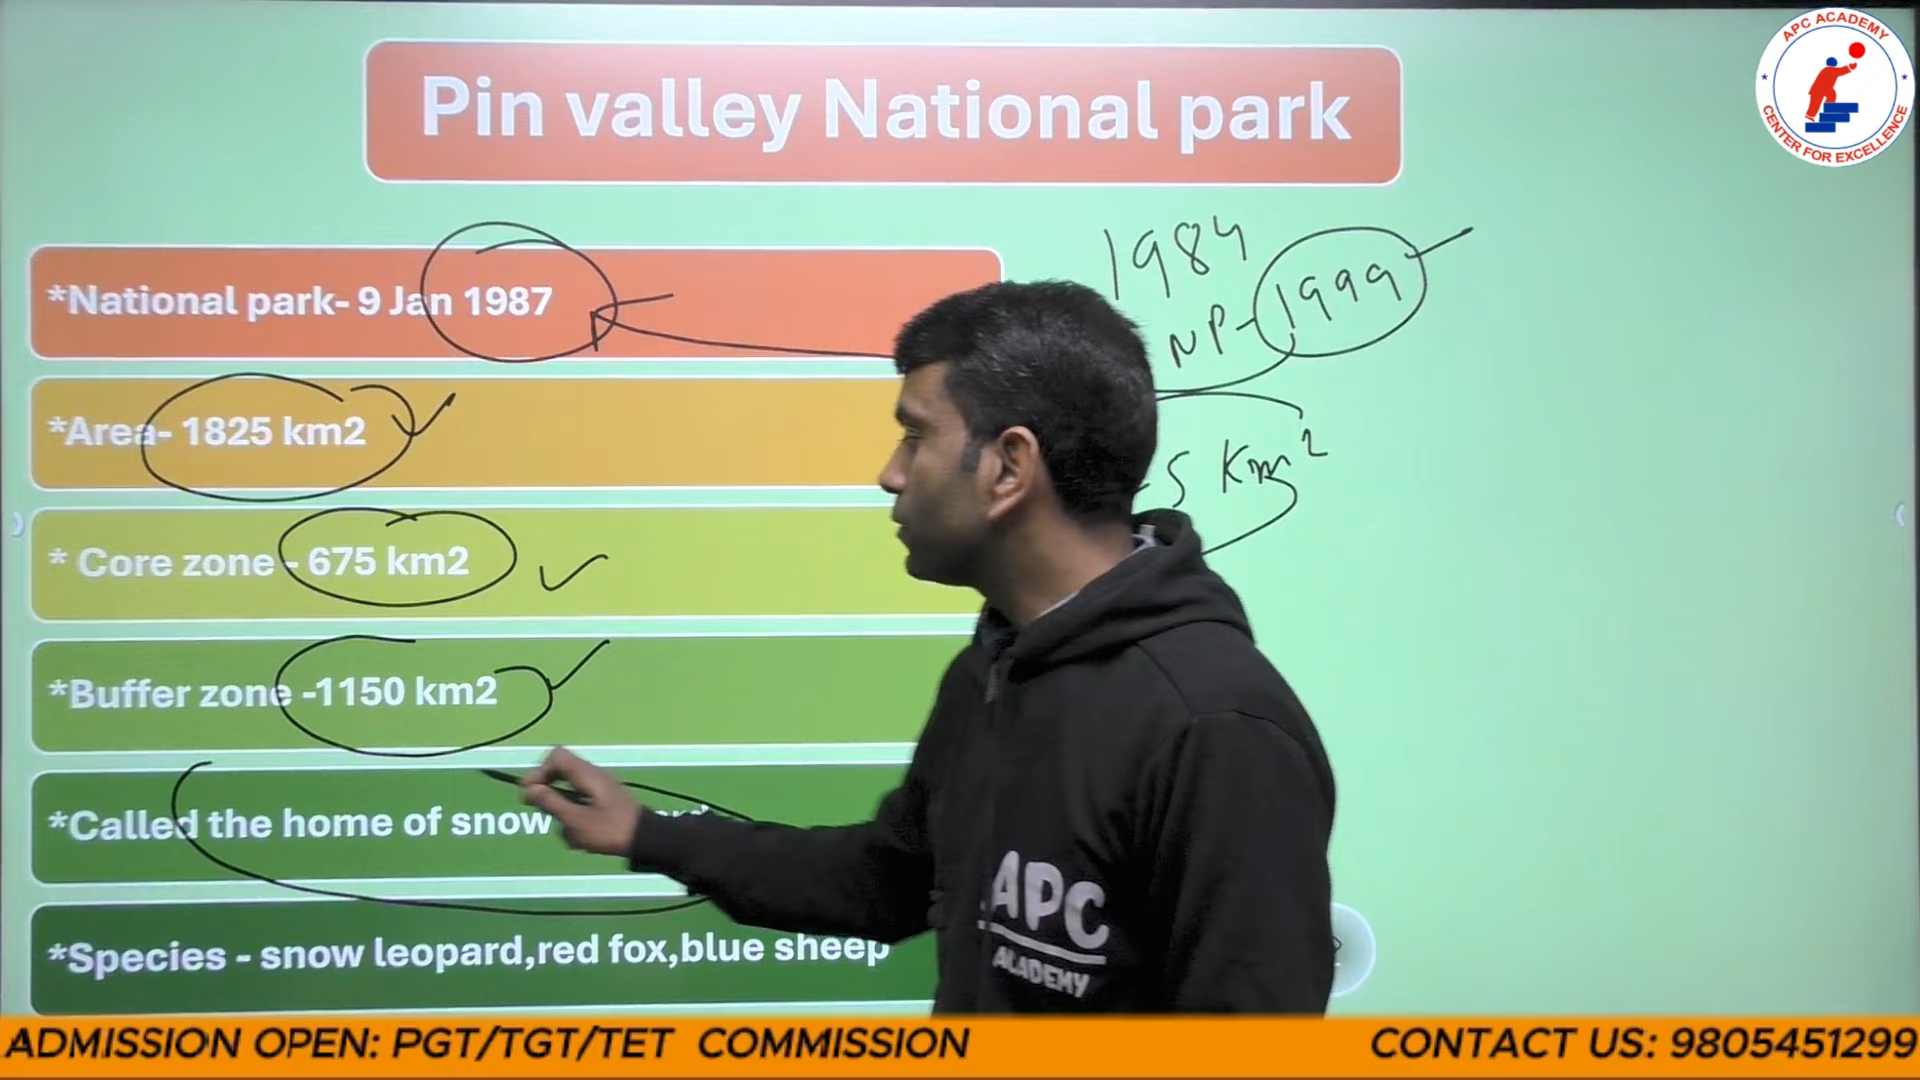 APC ACADEMY
CENTER FOR EXCELLENCE
Pin valley National park
*National park- 9 Jan 1987
1984
NP-1999
*Area- 1825 km2
5 Km2
* Core zone - 675 km2
*Buffer zone -1150 km2
*Called the home of snow
*Species - snow leopard,red fox,blue sheep
APC
ACADEMY
ADMISSION OPEN: PGT/TGT/TET COMMISSION
CONTACT US: 9805451299